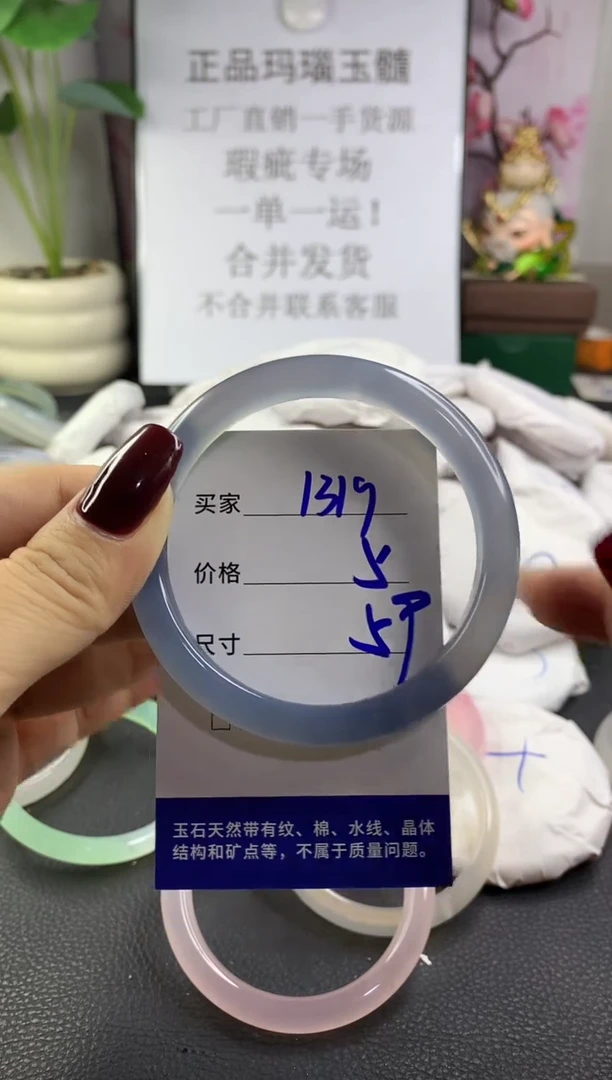 正品玛瑙玉髓
工厂直销一手货源
瑕疵专场
一单一运！
合并发货
不合并联系客服
买家 1319
价格 5
尺寸 59
玉石天然带有纹、棉、水线、晶体
结构和矿点等，不属于质量问题。